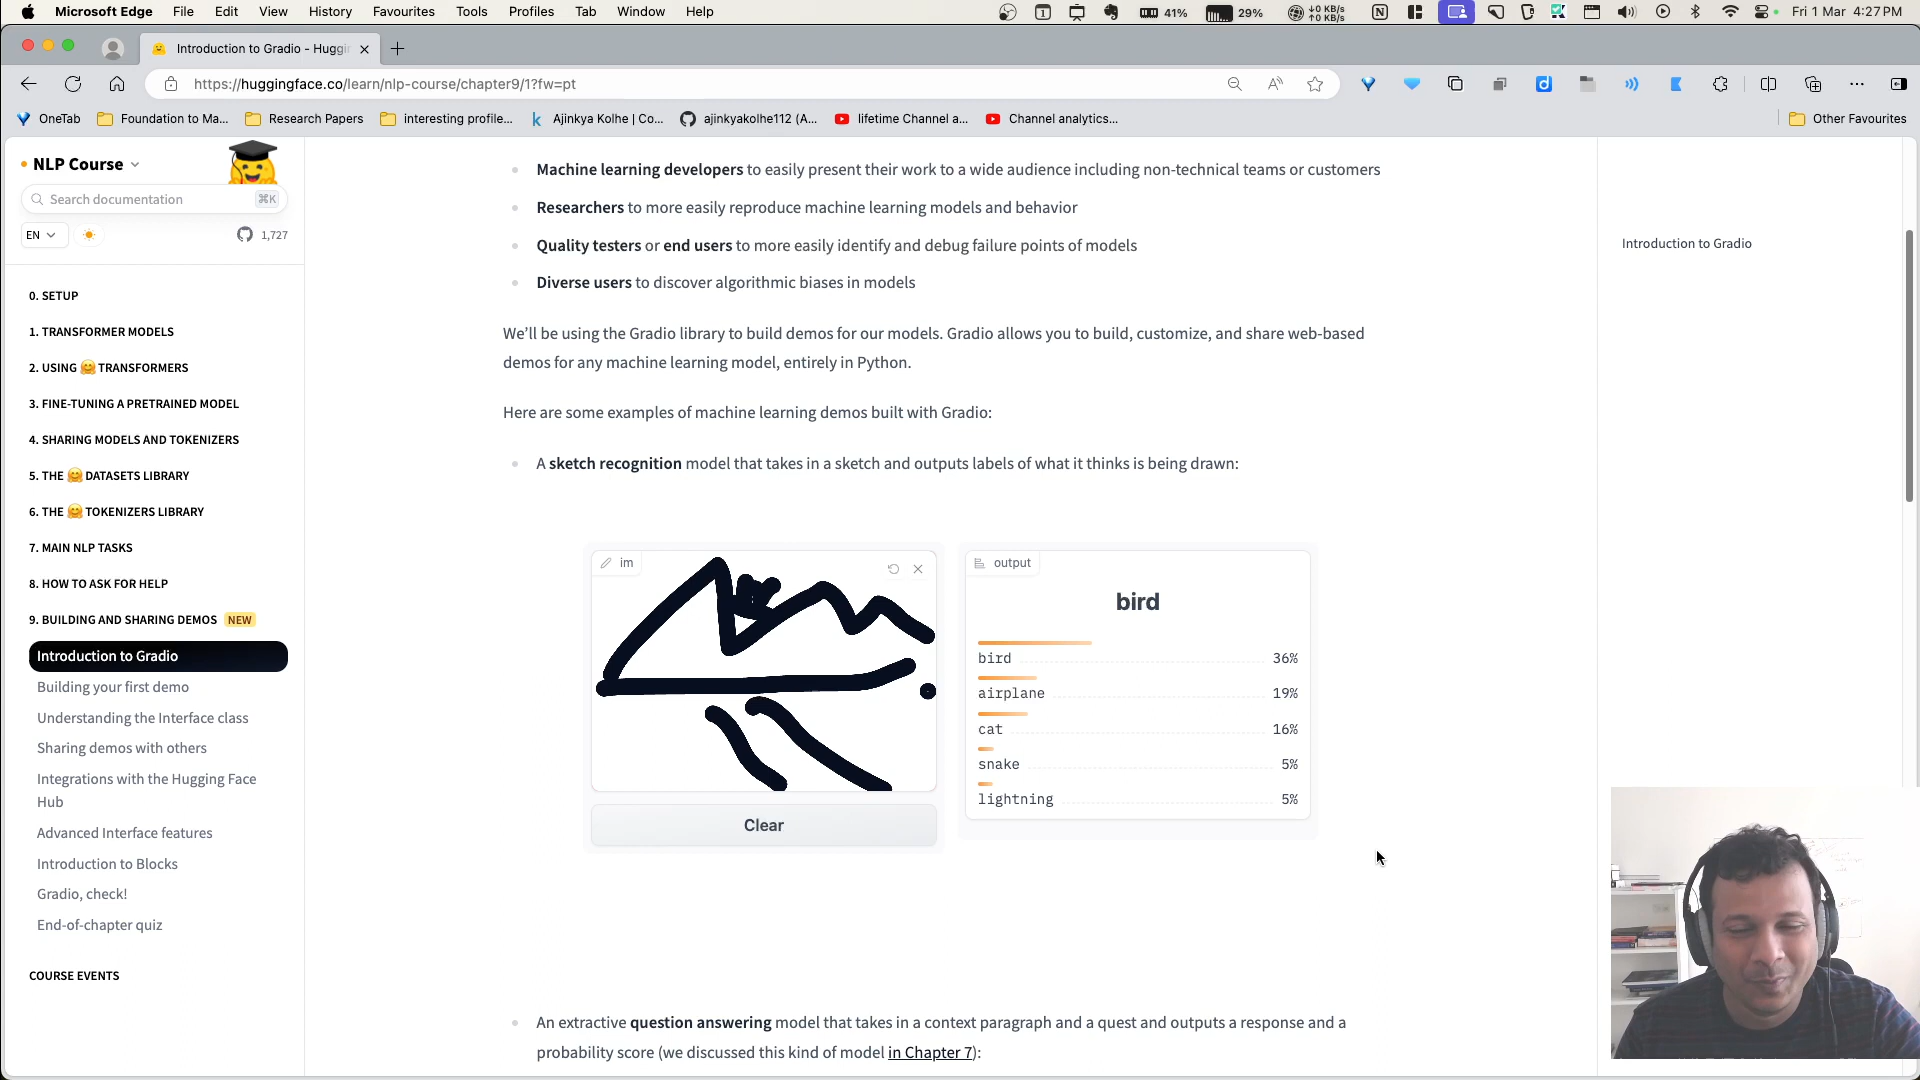 Microsoft Edge File Edit View History Favourites Tools Profiles Tab Window Help
41% 29% ↓0 KB/s ↑0 KB/s Fri 1 Mar 4:27 PM
Introduction to Gradio - Huggi
https://huggingface.co/learn/nlp-course/chapter9/1?fw=pt
OneTab Foundation to Ma... Research Papers interesting profile... Ajinkya Kolhe | Co... ajinkyakolhe112 (A... lifetime Channel a... Channel analytics... Other Favourites
NLP Course
Search documentation ⌘K
EN 1,727
0. SETUP
1. TRANSFORMER MODELS
2. USING 🤗 TRANSFORMERS
3. FINE-TUNING A PRETRAINED MODEL
4. SHARING MODELS AND TOKENIZERS
5. THE 🤗 DATASETS LIBRARY
6. THE 🤗 TOKENIZERS LIBRARY
7. MAIN NLP TASKS
8. HOW TO ASK FOR HELP
9. BUILDING AND SHARING DEMOS NEW
Introduction to Gradio
Building your first demo
Understanding the Interface class
Sharing demos with others
Integrations with the Hugging Face
Hub
Advanced Interface features
Introduction to Blocks
Gradio, check!
End-of-chapter quiz
COURSE EVENTS
Machine learning developers to easily present their work to a wide audience including non-technical teams or customers
Researchers to more easily reproduce machine learning models and behavior
Quality testers or end users to more easily identify and debug failure points of models
Diverse users to discover algorithmic biases in models
We’ll be using the Gradio library to build demos for our models. Gradio allows you to build, customize, and share web-based
demos for any machine learning model, entirely in Python.
Here are some examples of machine learning demos built with Gradio:
A sketch recognition model that takes in a sketch and outputs labels of what it thinks is being drawn:
im
Clear
output
bird
bird 36%
airplane 19%
cat 16%
snake 5%
lightning 5%
An extractive question answering model that takes in a context paragraph and a quest and outputs a response and a
probability score (we discussed this kind of model in Chapter 7):
Introduction to Gradio